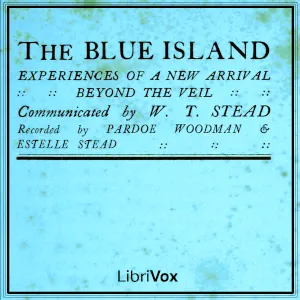 THE BLUE ISLAND
EXPERIENCES OF A NEW ARRIVAL
:: :: BEYOND THE VEIL :: ::
Communicated by W. T. STEAD
Recorded by PARDOE WOODMAN &
ESTELLE STEAD :: :: ::
LibriVox